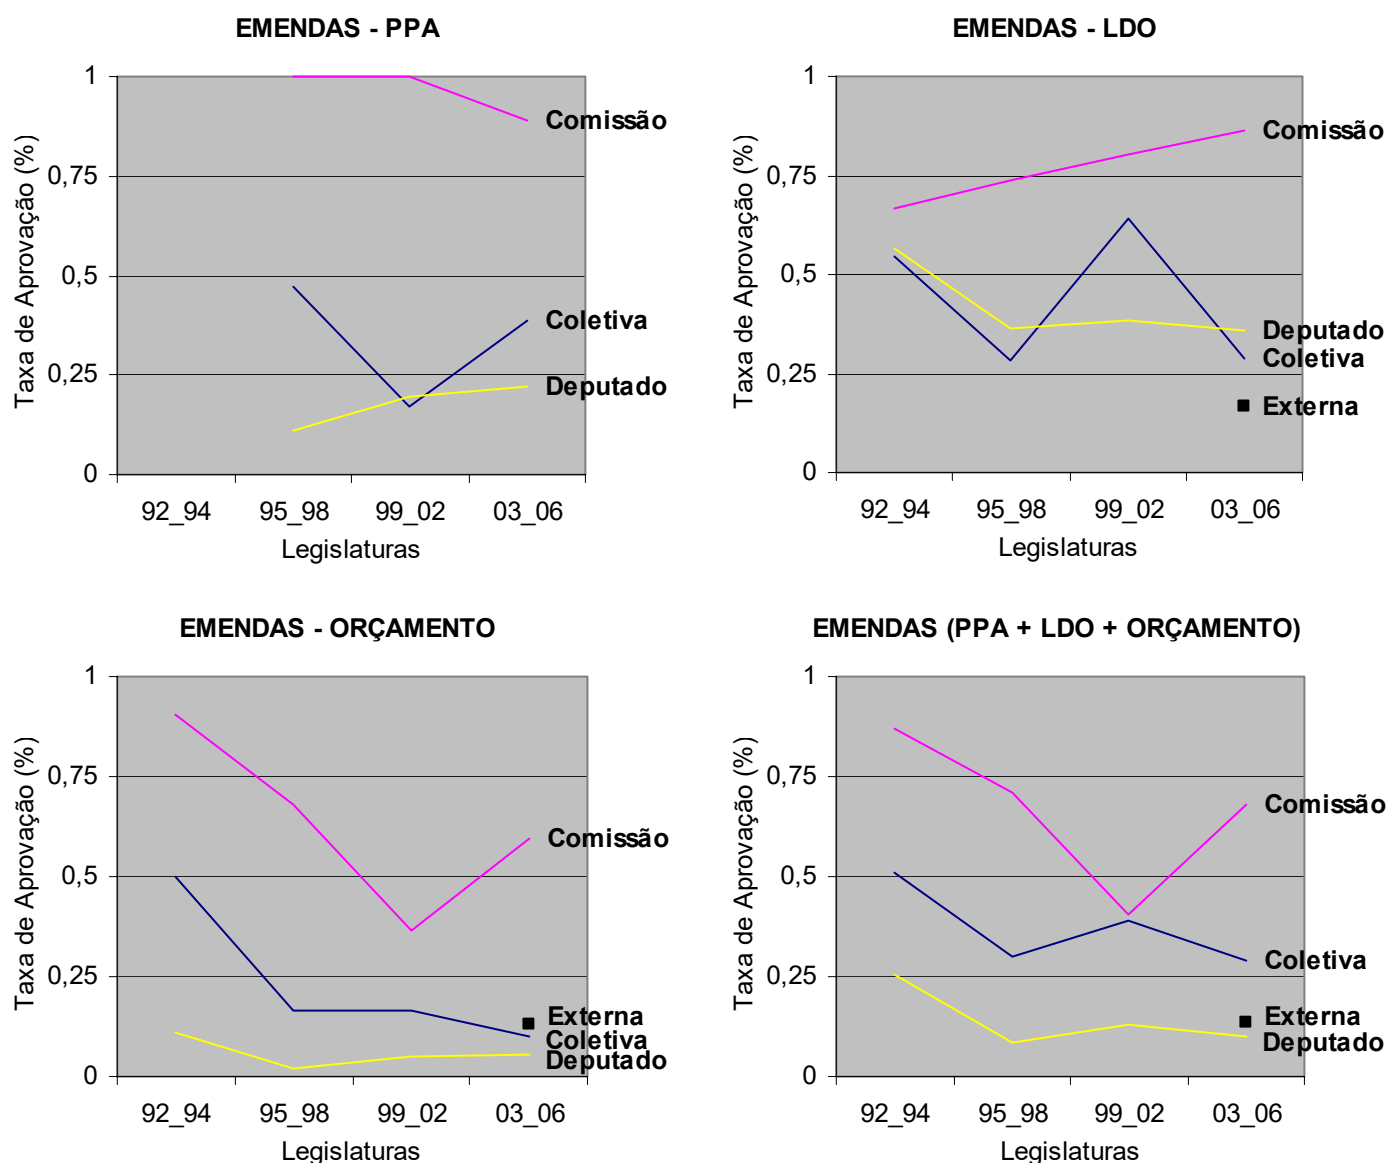 EMENDAS - PPA
Taxa de Aprovação (%)
1
0,75
0,5
0,25
0
Comissão
Coletiva
Deputado
92_94 95_98 99_02 03_06
Legislaturas
EMENDAS - LDO
Taxa de Aprovação (%)
1
0,75
0,5
0,25
0
Comissão
Deputado
Coletiva
Externa
92_94 95_98 99_02 03_06
Legislaturas
EMENDAS - ORÇAMENTO
Taxa de Aprovação (%)
1
0,75
0,5
0,25
0
Comissão
Externa
Coletiva
Deputado
92_94 95_98 99_02 03_06
Legislaturas
EMENDAS (PPA + LDO + ORÇAMENTO)
Taxa de Aprovação (%)
1
0,75
0,5
0,25
0
Comissão
Coletiva
Externa
Deputado
92_94 95_98 99_02 03_06
Legislaturas